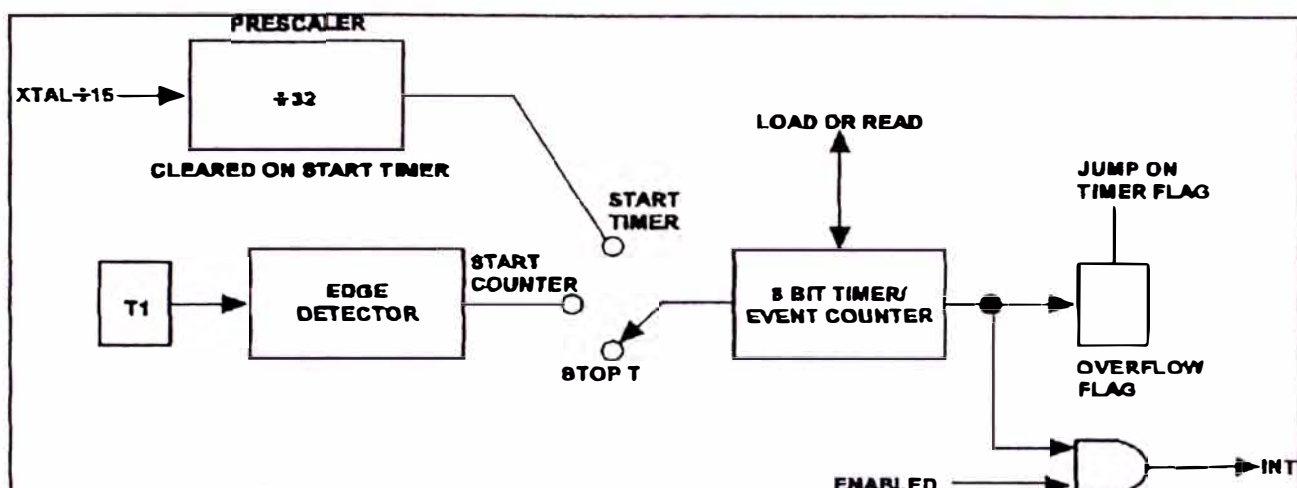 PRESCALER
XTAL÷15
÷32
CLEARED ON START TIMER
LOAD OR READ
JUMP ON
TIMER FLAG
START
TIMER
START
COUNTER
T1
EDGE
DETECTOR
8 BIT TIMER/
EVENT COUNTER
STOP T
OVERFLOW
FLAG
ENABLED
INT